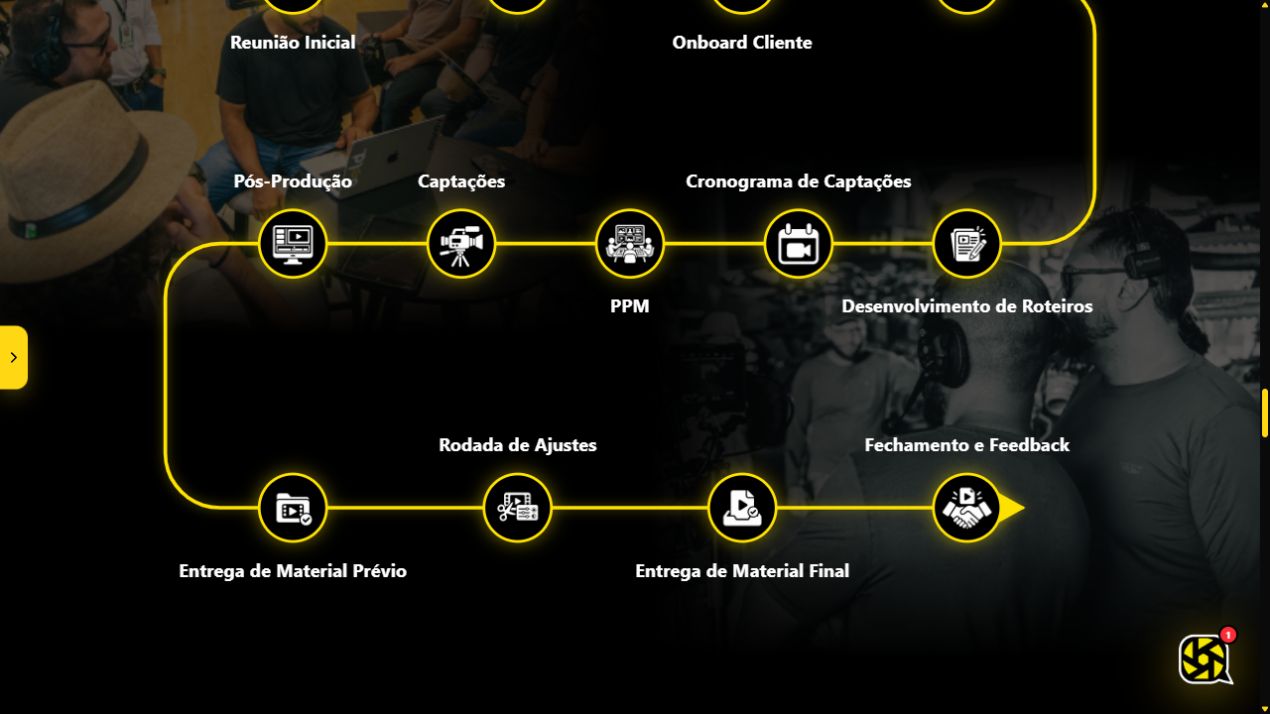 Reunião Inicial
Onboard Cliente
Pós-Produção
Captações
Cronograma de Captações
PPM
Desenvolvimento de Roteiros
Rodada de Ajustes
Fechamento e Feedback
Entrega de Material Prévio
Entrega de Material Final
1